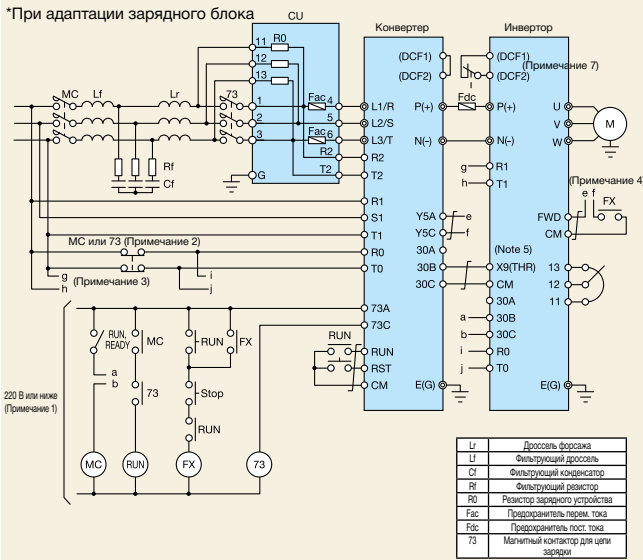 *При адаптации зарядного блока
CU
Конвертер
Инвертор
11 R0
12
13
MC Lf Lr 73
1 Fac 4
2 5
3 Fac 6
R2
T2
G
Rf
Cf
(DCF1)
(DCF2)
L1/R P(+)
L2/S
L3/T N(-)
R2
T2
R1
S1
T1
R0
T0
Y5A e
Y5C f
30A
30B
30C
73A
73C
RUN
RST
CM E(G)
RUN
Fdc
(DCF1)
(Примечание 7)
(DCF2)
P(+) U
V
N(-) W
M
g R1
h T1
(Примечание 4)
e f FX
FWD
CM
(Note 5)
X9(THR) 13
CM 12
30A 11
a 30B
b 30C
i R0
j T0 E(G)
MC или 73 (Примечание 2)
(Примечание 3)
g
h
i
j
RUN, READY
MC
RUN
FX
a
b
73
Stop
RUN
220 В или ниже
(Примечание 1)
MC RUN FX 73
Lr Дроссель форсажа
Lf Фильтрующий дроссель
Cf Фильтрующий конденсатор
Rf Фильтрующий резистор
R0 Резистор зарядного устройства
Fac Предохранитель перем. тока
Fdc Предохранитель пост. тока
73 Магнитный контактор для цепи зарядки